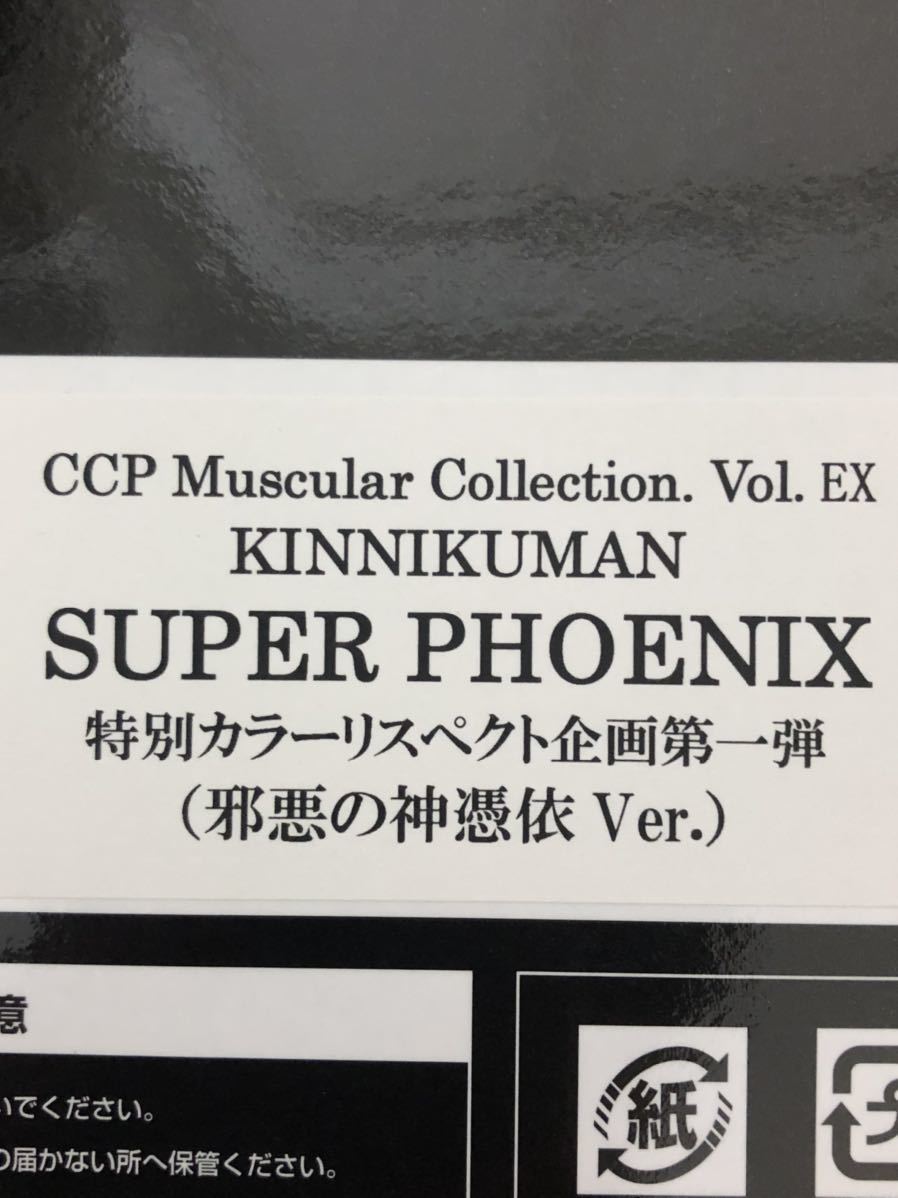 CCP Muscular Collection. Vol. EX
KINNIKUMAN
SUPER PHOENIX
特別カラーリスペクト企画第一弾
（邪悪の神憑依 Ver.）
意
いでください。
の届かない所へ保管ください。
紙
プ